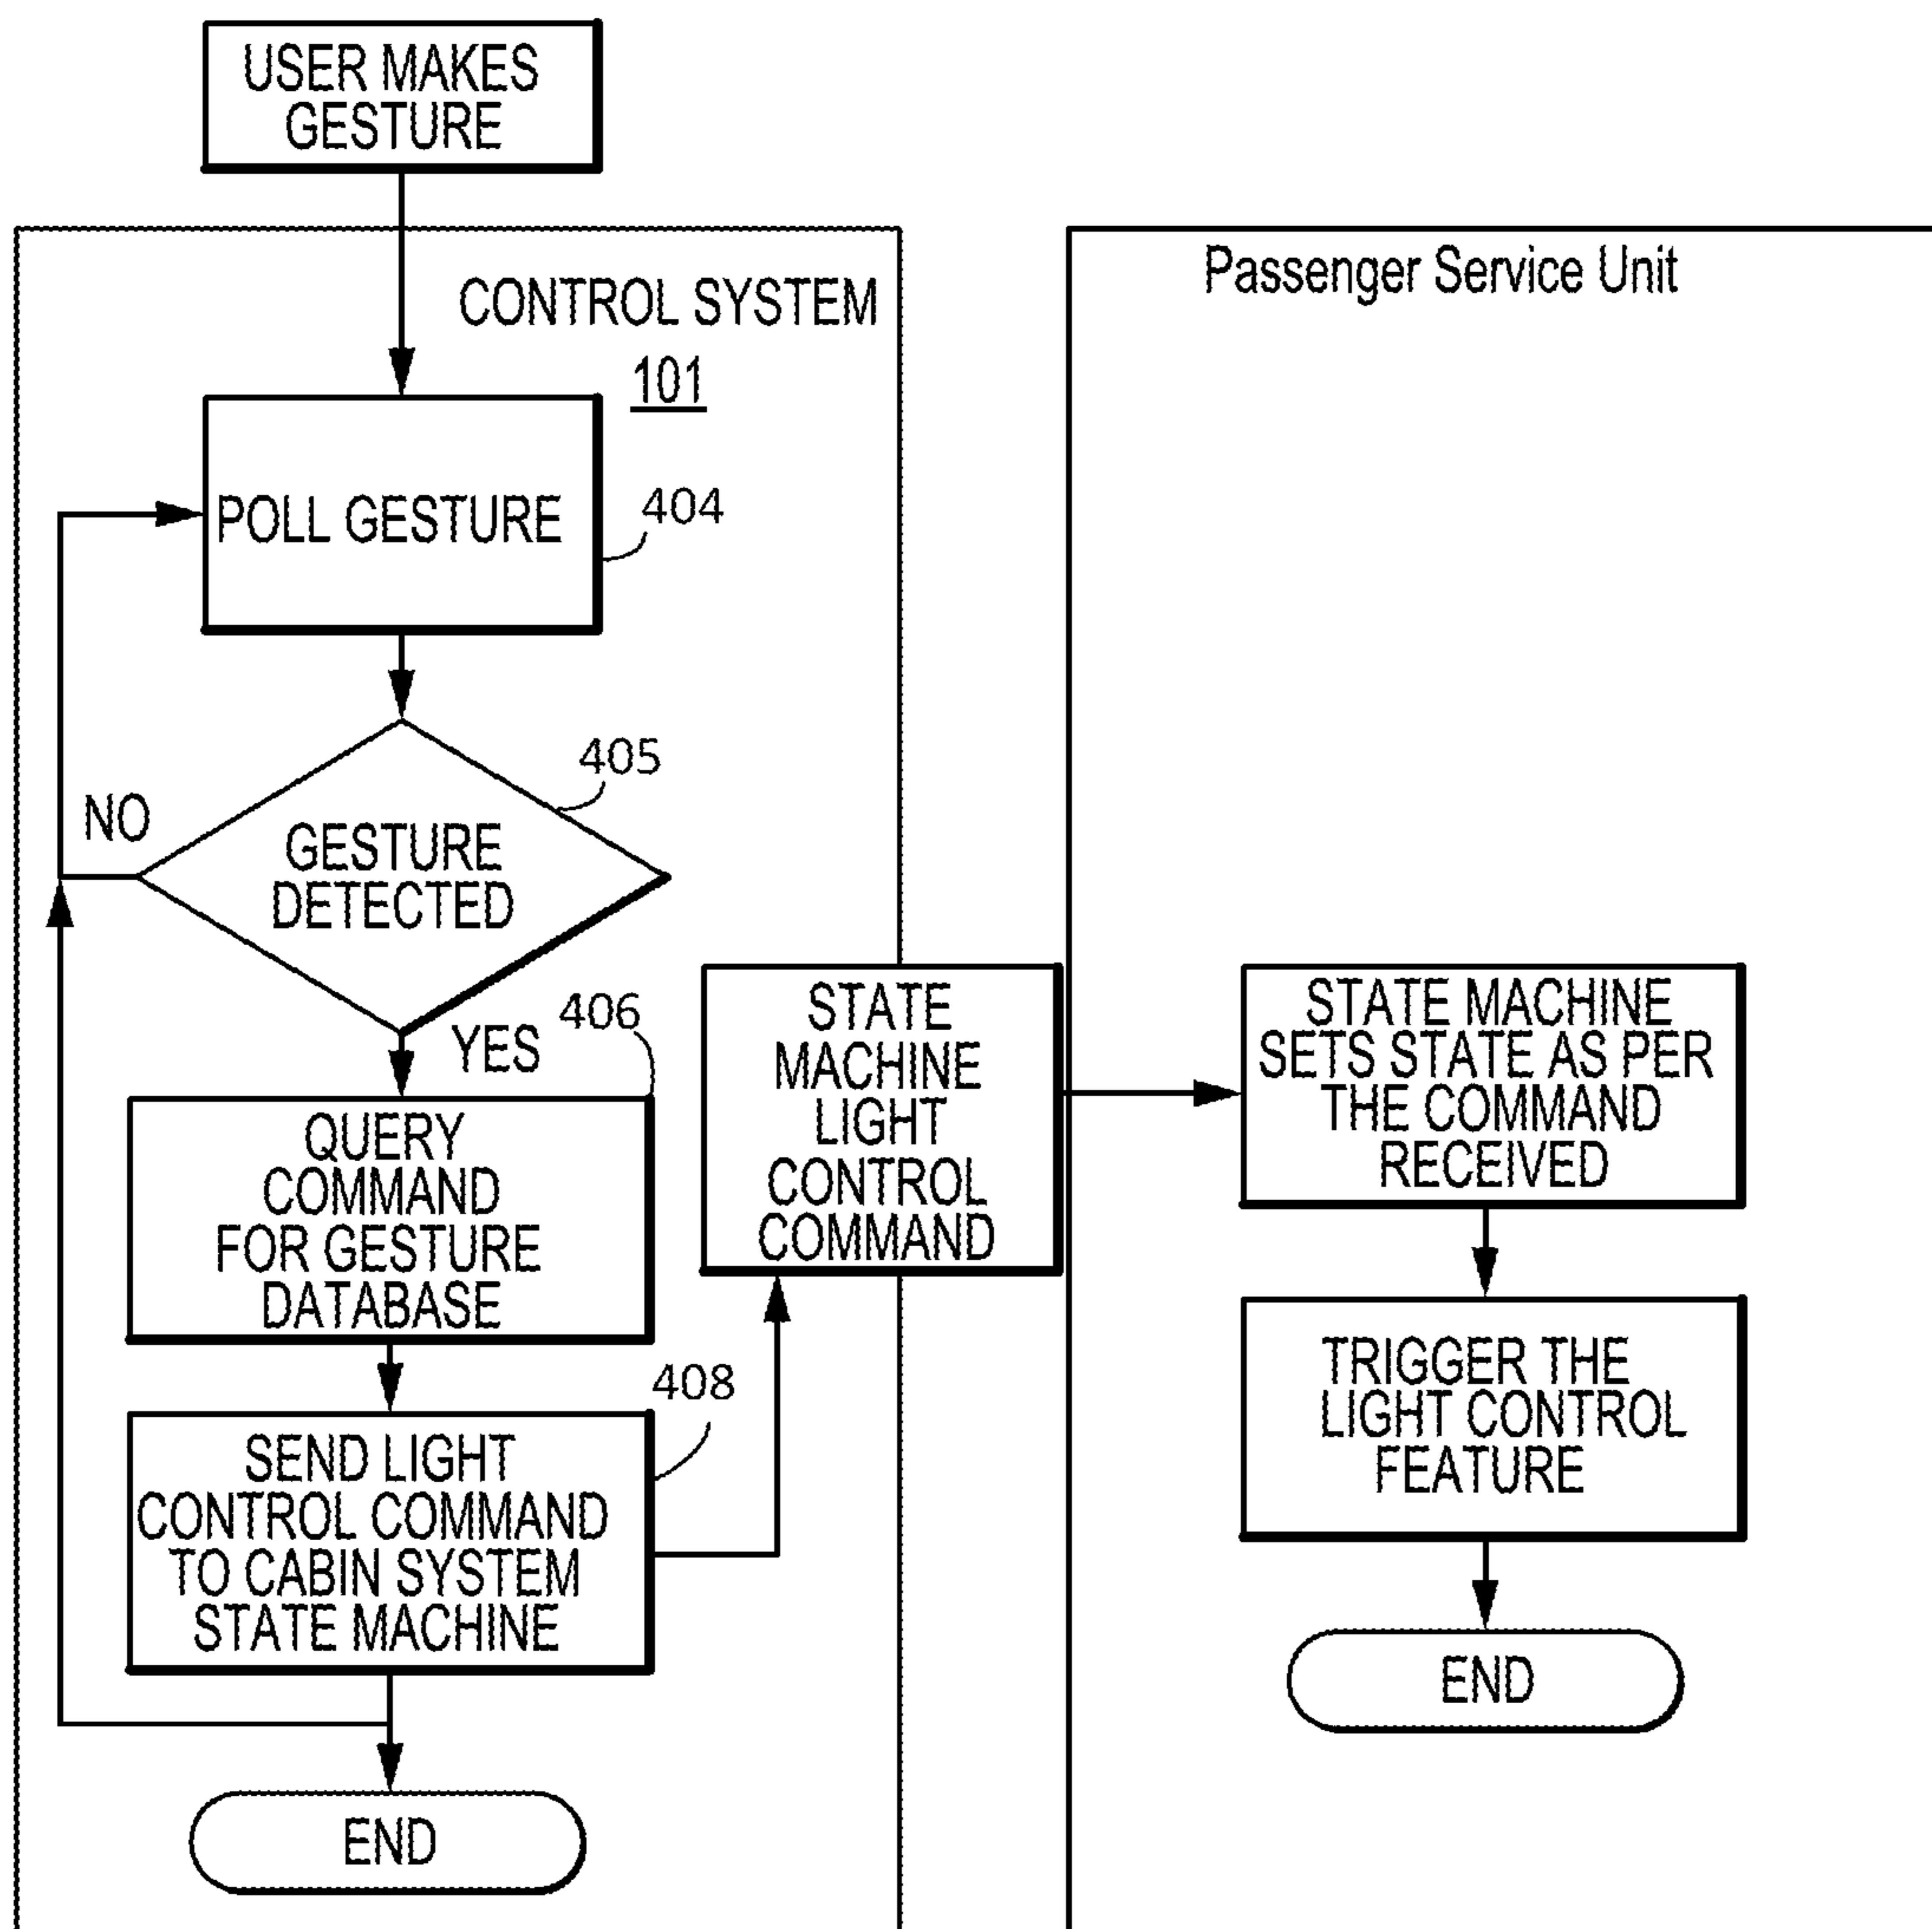 USER MAKES
GESTURE
CONTROL SYSTEM
101
POLL GESTURE
404
405
NO
GESTURE
DETECTED
YES
406
QUERY
COMMAND
FOR GESTURE
DATABASE
408
SEND LIGHT
CONTROL COMMAND
TO CABIN SYSTEM
STATE MACHINE
END
STATE
MACHINE
LIGHT
CONTROL
COMMAND
Passenger Service Unit
STATE MACHINE
SETS STATE AS PER
THE COMMAND
RECEIVED
TRIGGER THE
LIGHT CONTROL
FEATURE
END